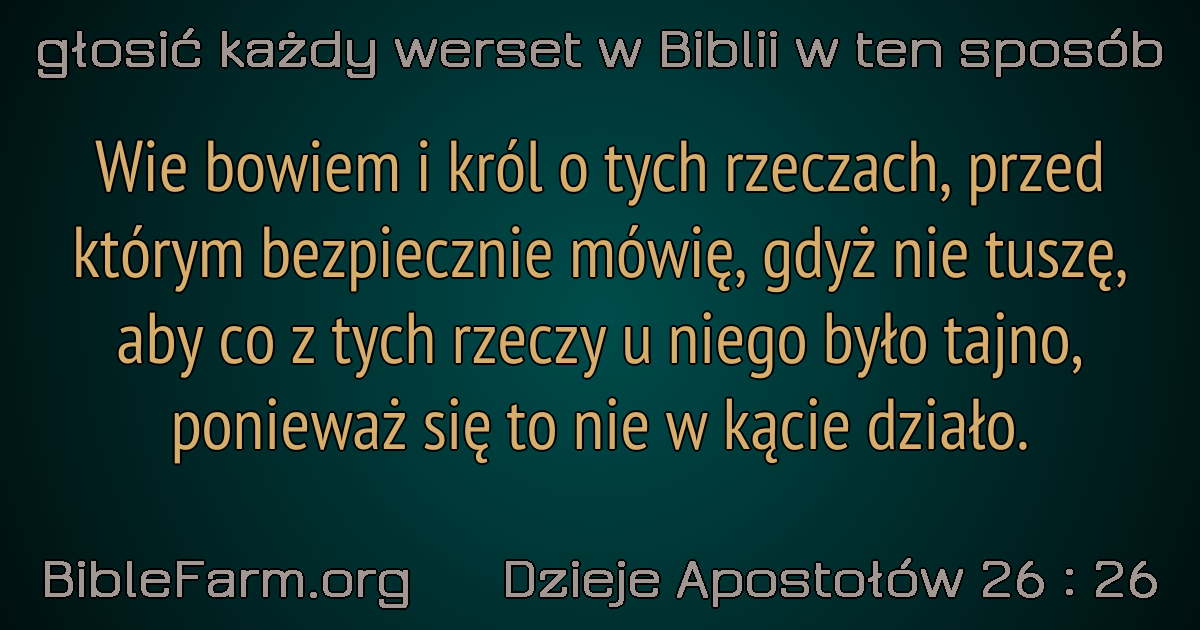 głosić każdy werset w Biblii w ten sposób
Wie bowiem i król o tych rzeczach, przed
którym bezpiecznie mówię, gdyż nie tuszę,
aby co z tych rzeczy u niego było tajno,
ponieważ się to nie w kącie działo.
BibleFarm.org
Dzieje Apostołów 26 : 26